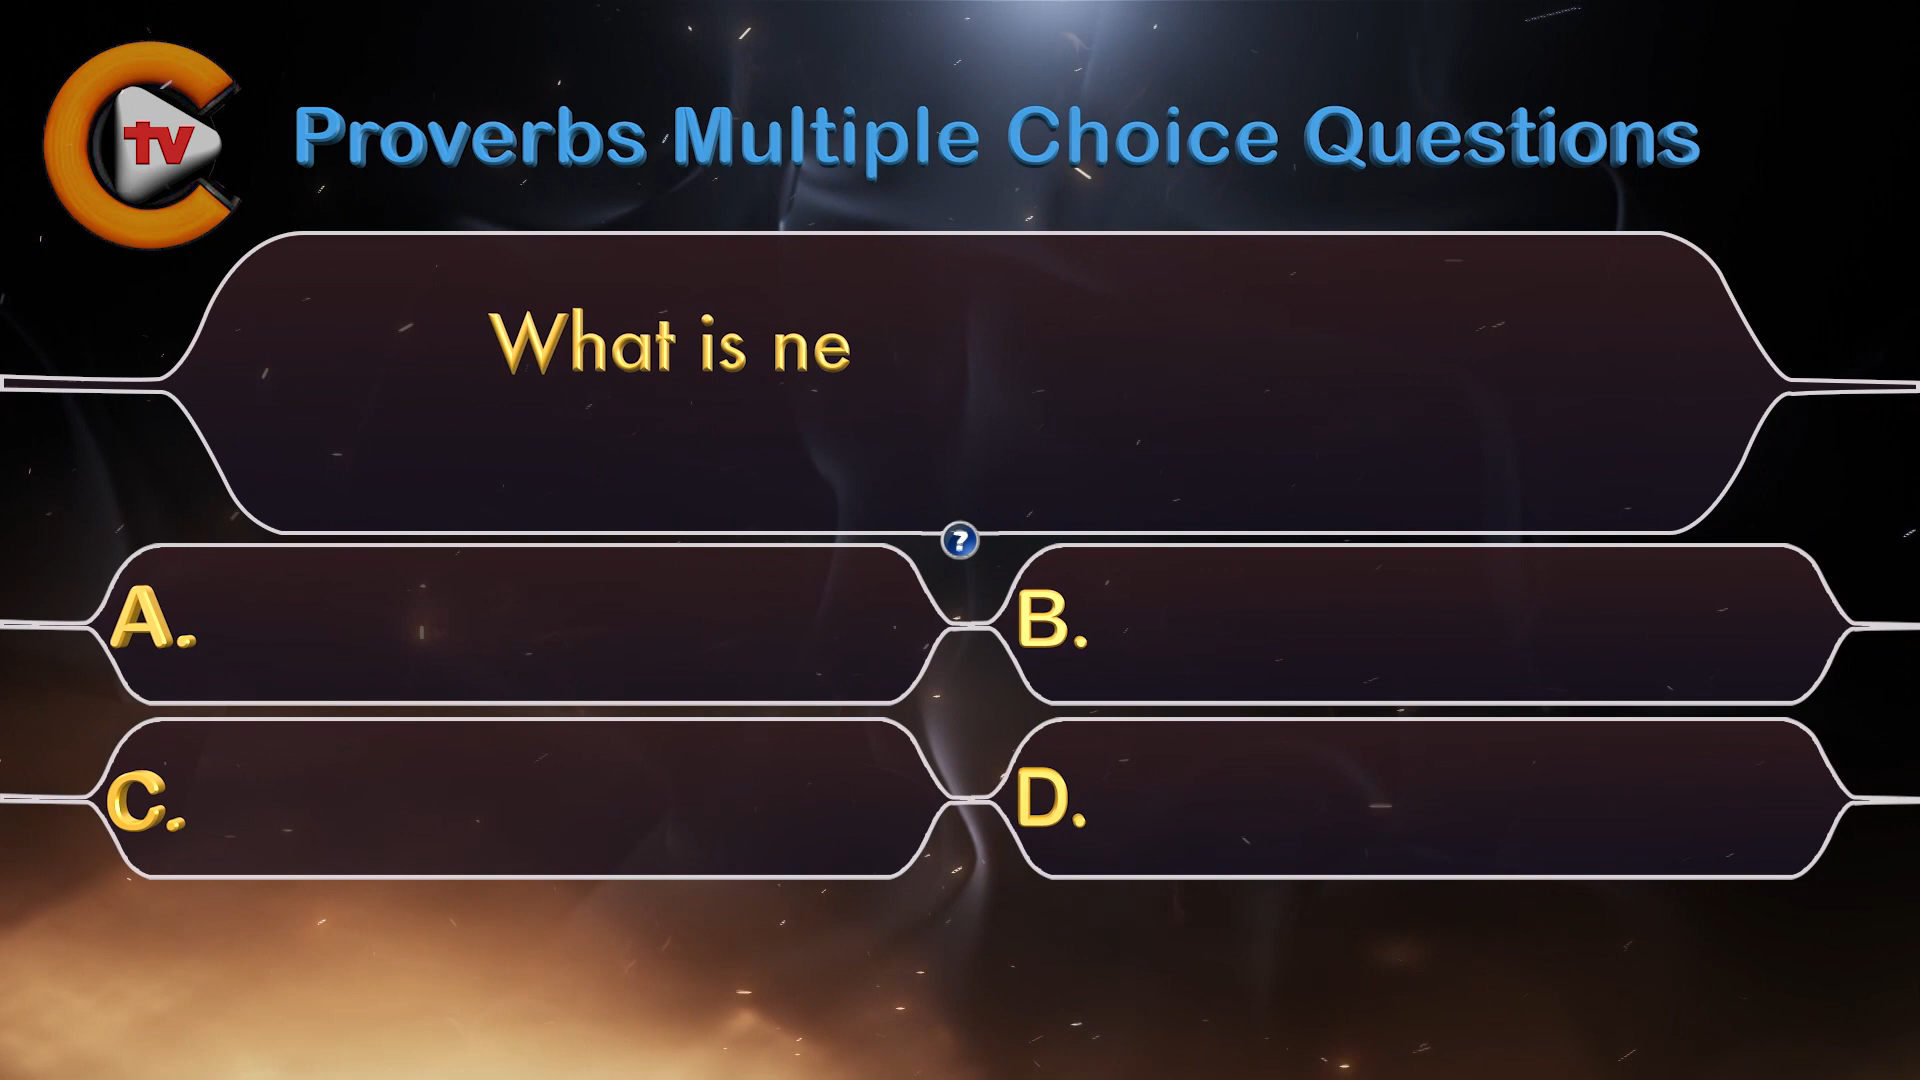 tv
Proverbs Multiple Choice Questions
What is ne
?
A.
B.
C.
D.